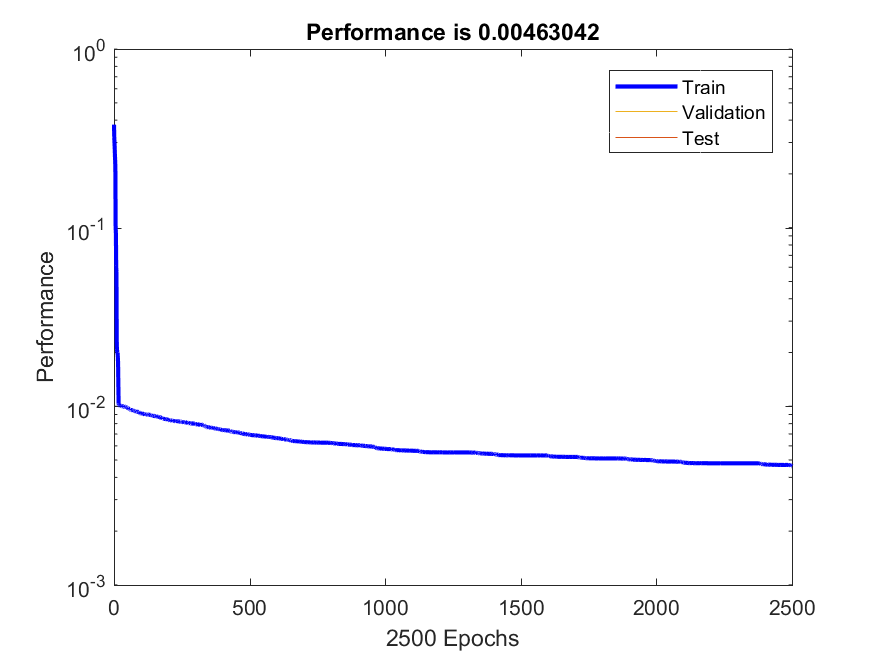 Performance is 0.00463042
10^0
10^-1
10^-2
10^-3
Performance
Train
Validation
Test
0 500 1000 1500 2000 2500
2500 Epochs